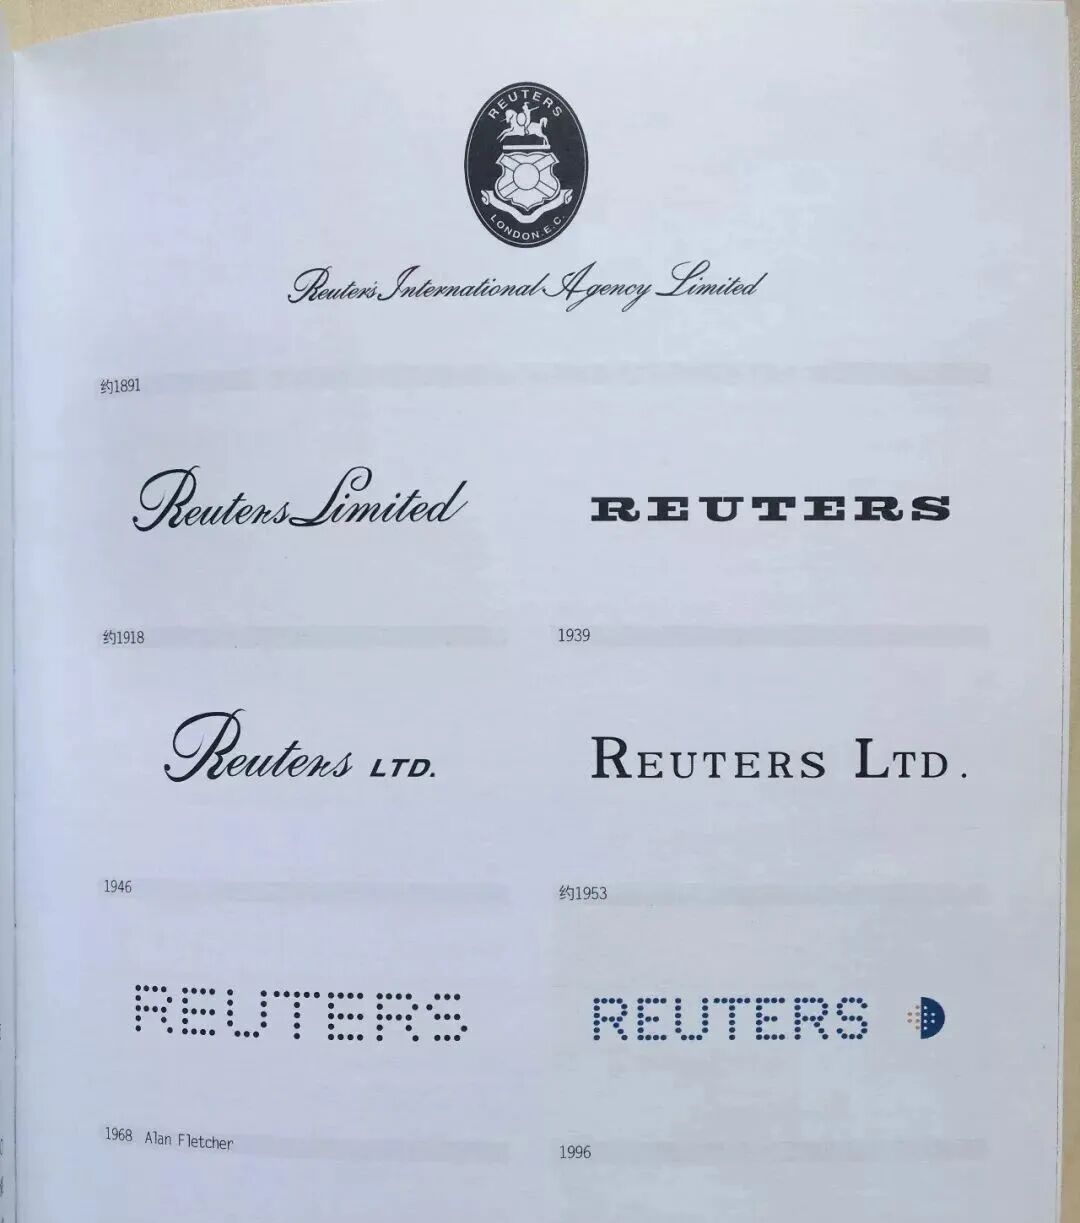 REUTERS
LONDON.E.C.
Reuter's International Agency Limited
约1891
Reuters Limited
REUTERS
约1918
1939
Reuters LTD.
REUTERS LTD.
1946
约1953
REUTERS
REUTERS
1968 Alan Fletcher
1996